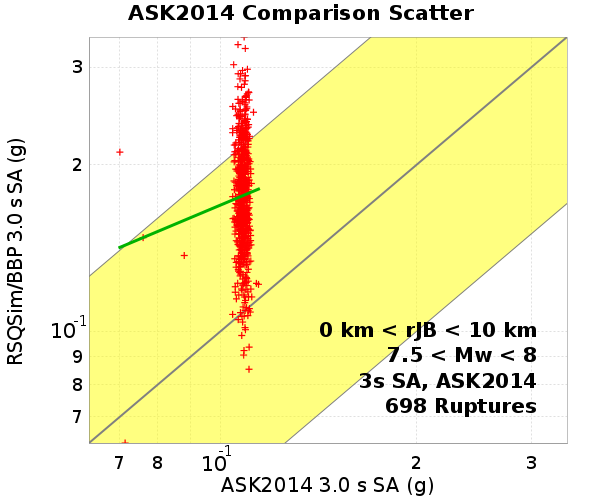 ASK2014 Comparison Scatter
RSQSim/BBP 3.0 s SA (g)
3
2
10-1
9
8
7
0 km < rJB < 10 km
7.5 < Mw < 8
3s SA, ASK2014
698 Ruptures
7 8 10-1 2 3
ASK2014 3.0 s SA (g)